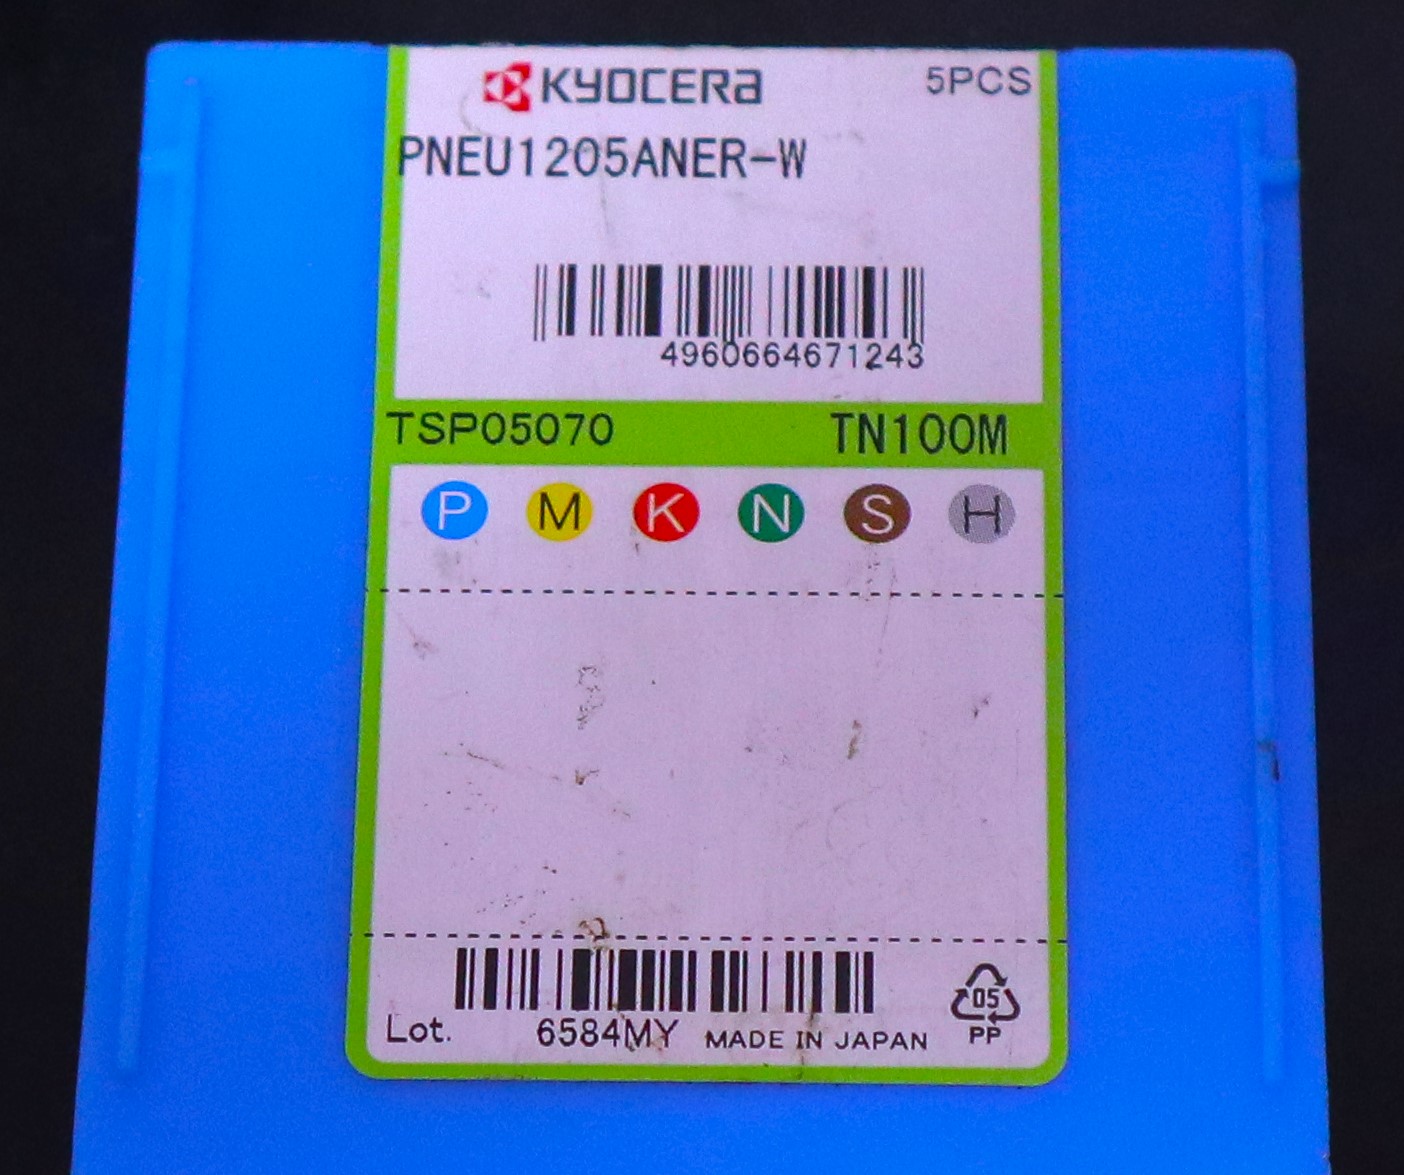 KYOCERA
5PCS
PNEU1205ANER-W
4960664671243
TSP05070 TN100M
P M K N S H
Lot. 6584MY MADE IN JAPAN
05
PP